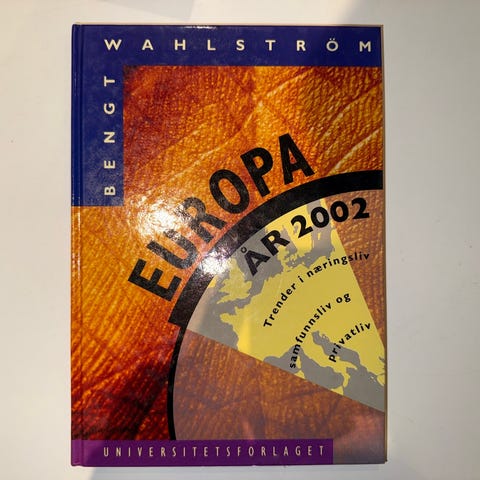 BENGT
WAHLSTRÖM
EUROPA
ÅR 2002
Trender i næringsliv
samfunnsliv og
privatliv
UNIVERSITETSFORLAGET